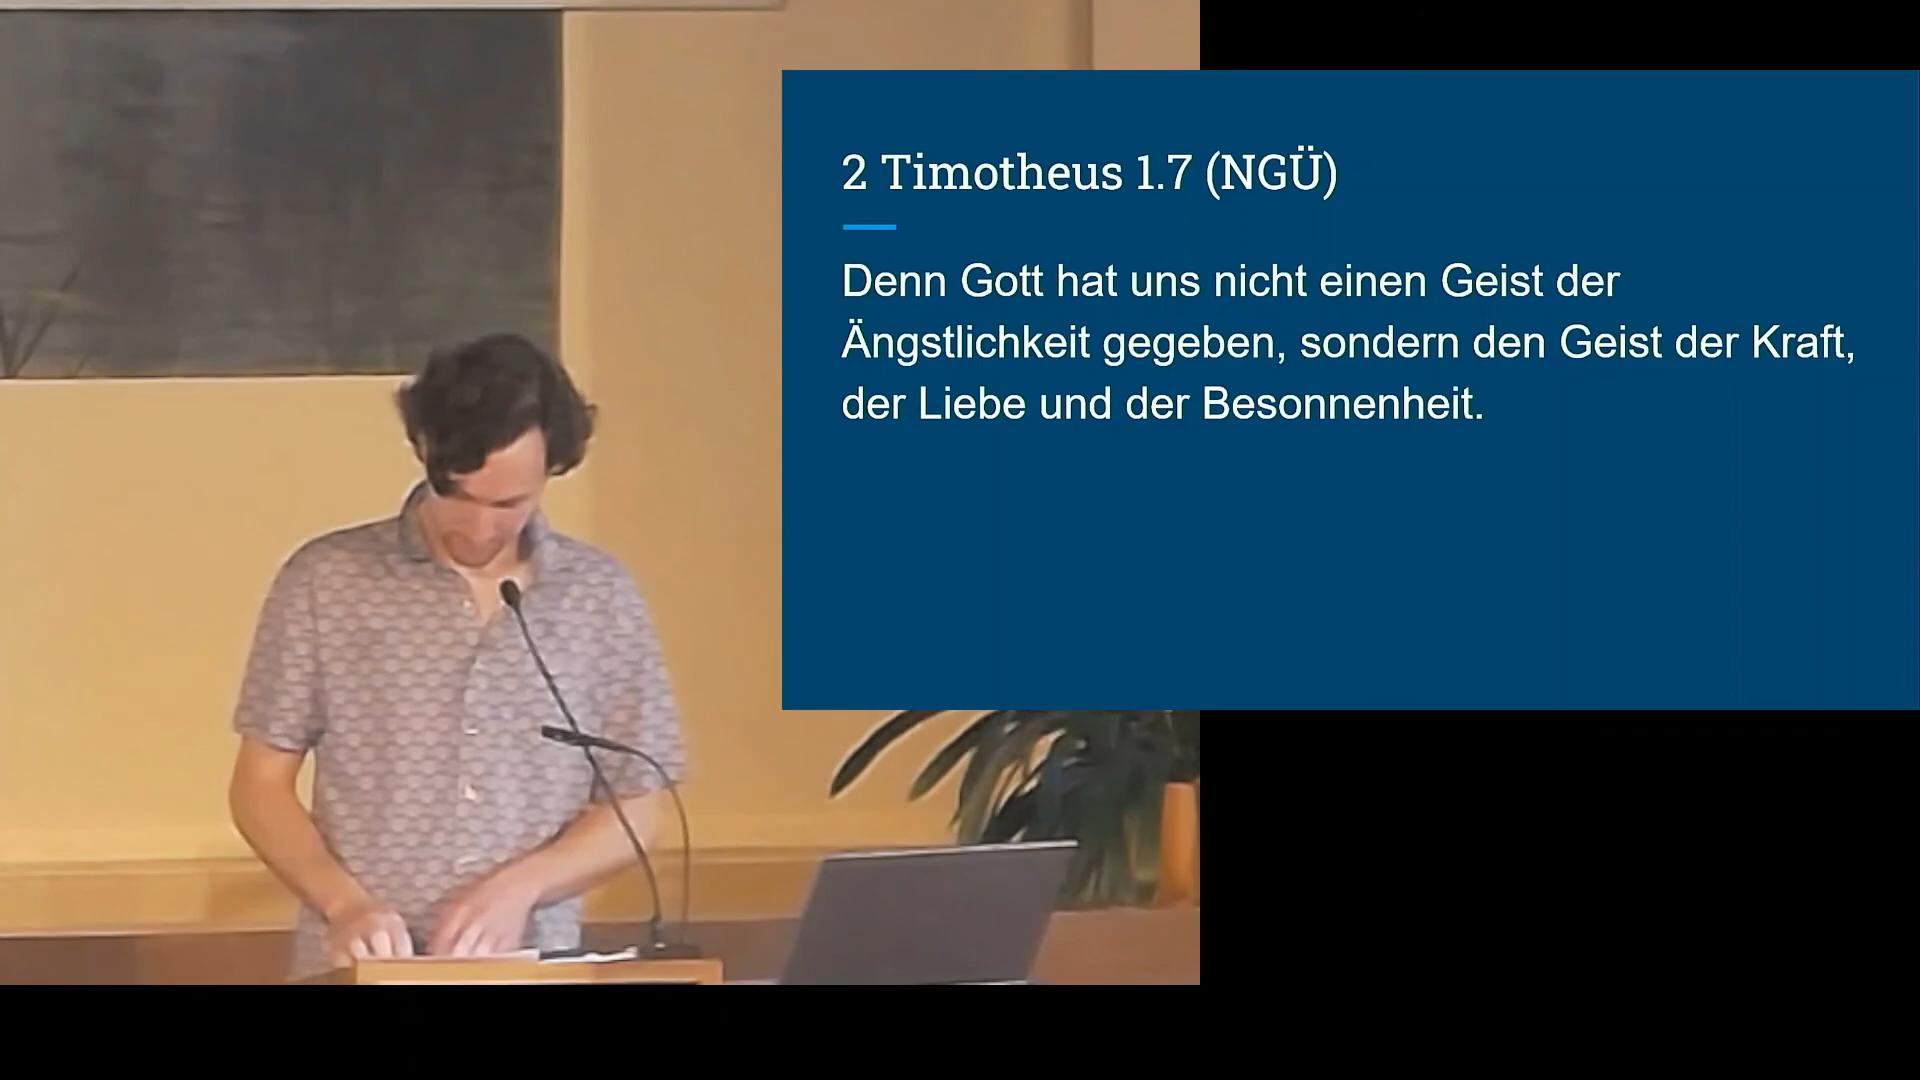 2 Timotheus 1.7 (NGÜ)
Denn Gott hat uns nicht einen Geist der
Ängstlichkeit gegeben, sondern den Geist der Kraft,
der Liebe und der Besonnenheit.